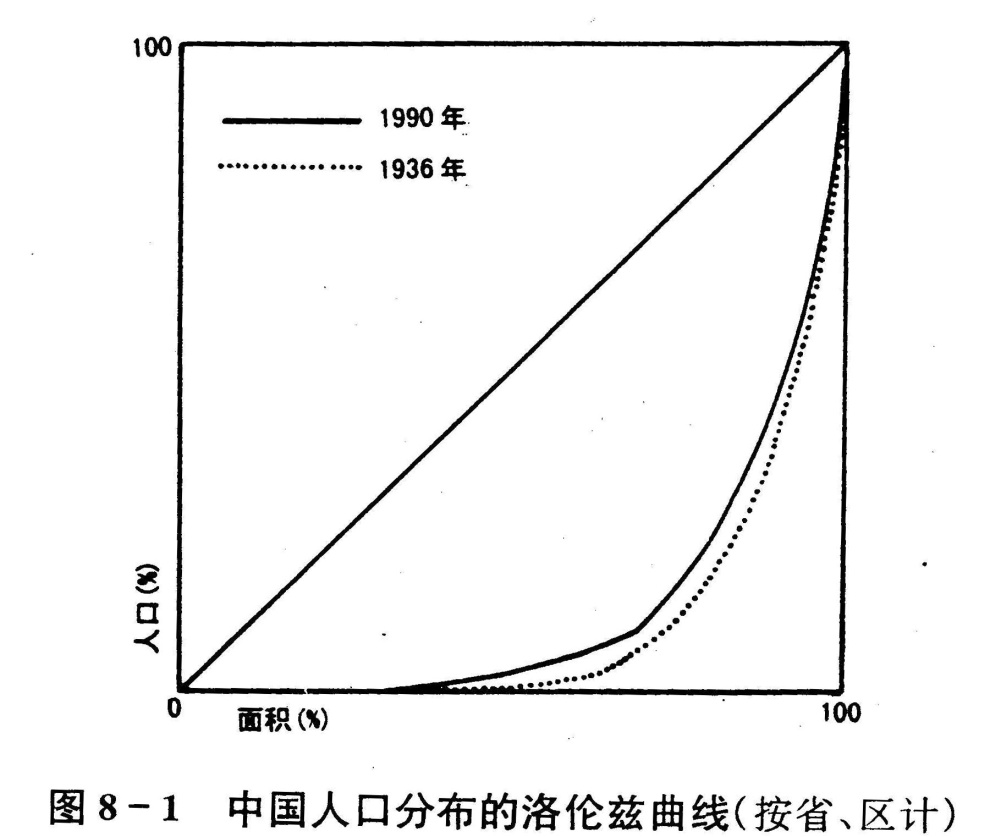 100
1990 年
1936 年
人口(%)
0
面积(%)
100
图 8-1 中国人口分布的洛伦兹曲线(按省、区计)